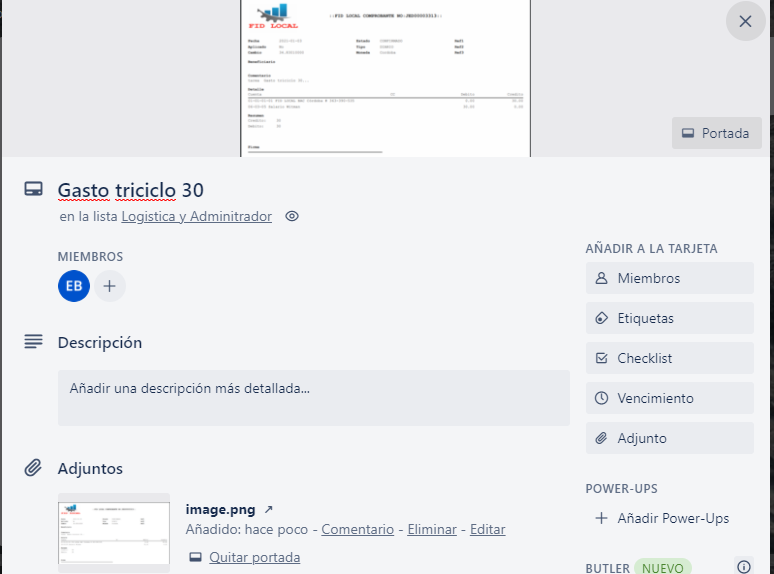 FID LOCAL
Portada
Gasto triciclo 30
en la lista Logistica y Adminitrador
MIEMBROS
EB
Descripción
Añadir una descripción más detallada...
Adjuntos
image.png
Añadido: hace poco - Comentario - Eliminar - Editar
Quitar portada
AÑADIR A LA TARJETA
Miembros
Etiquetas
Checklist
Vencimiento
Adjunto
POWER-UPS
Añadir Power-Ups
BUTLER NUEVO